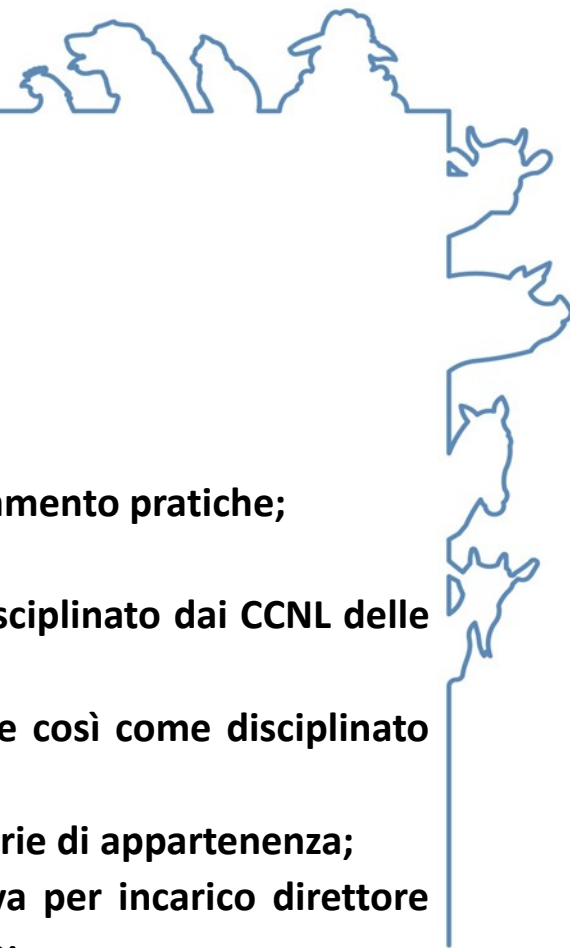 amento pratiche;
sciplinato dai CCNL delle
e così come disciplinato
rie di appartenenza;
va per incarico direttore